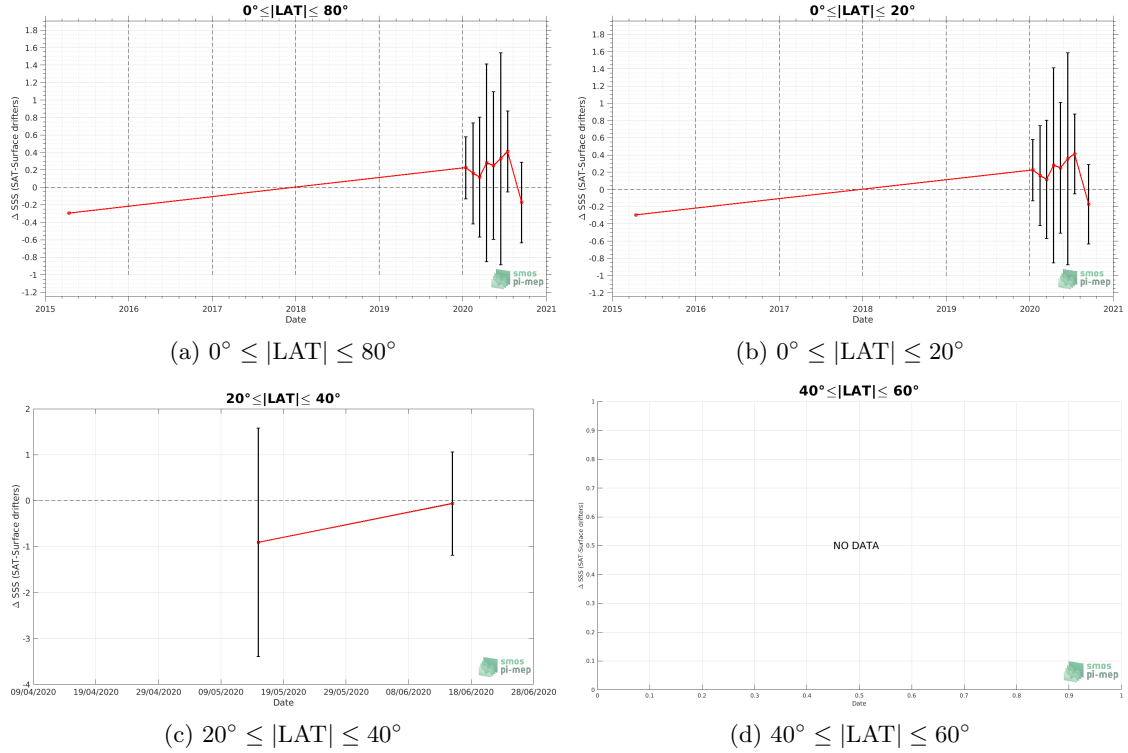 0°≤|LAT|≤ 80°
Δ SSS (SAT-Surface drifters)
1.8
1.6
1.4
1.2
1
0.8
0.6
0.4
0.2
0
-0.2
-0.4
-0.6
-0.8
-1
-1.2
smos
pi-mep
2015 2016 2017 2018 2019 2020 2021
Date
(a) 0° ≤ |LAT| ≤ 80°
0°≤|LAT|≤ 20°
Δ SSS (SAT-Surface drifters)
1.8
1.6
1.4
1.2
1
0.8
0.6
0.4
0.2
0
-0.2
-0.4
-0.6
-0.8
-1
-1.2
smos
pi-mep
2015 2016 2017 2018 2019 2020 2021
Date
(b) 0° ≤ |LAT| ≤ 20°
20°≤|LAT|≤ 40°
Δ SSS (SAT-Surface drifters)
2
1
0
-1
-2
-3
-4
smos
pi-mep
09/04/2020 19/04/2020 29/04/2020 09/05/2020 19/05/2020 29/05/2020 08/06/2020 18/06/2020 28/06/2020
Date
(c) 20° ≤ |LAT| ≤ 40°
40°≤|LAT|≤ 60°
Δ SSS (SAT-Surface drifters)
1
0.9
0.8
0.7
0.6
0.5
0.4
0.3
0.2
0.1
0
NO DATA
smos
pi-mep
0 0.1 0.2 0.3 0.4 0.5 0.6 0.7 0.8 0.9 1
Date
(d) 40° ≤ |LAT| ≤ 60°